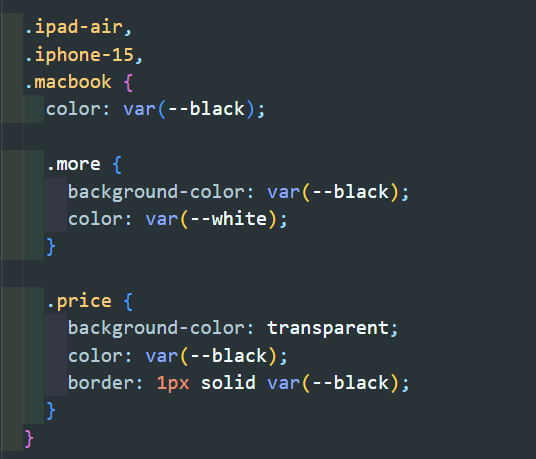 .ipad-air,
.iphone-15,
.macbook {
  color: var(--black);

  .more {
    background-color: var(--black);
    color: var(--white);
  }

  .price {
    background-color: transparent;
    color: var(--black);
    border: 1px solid var(--black);
  }
}